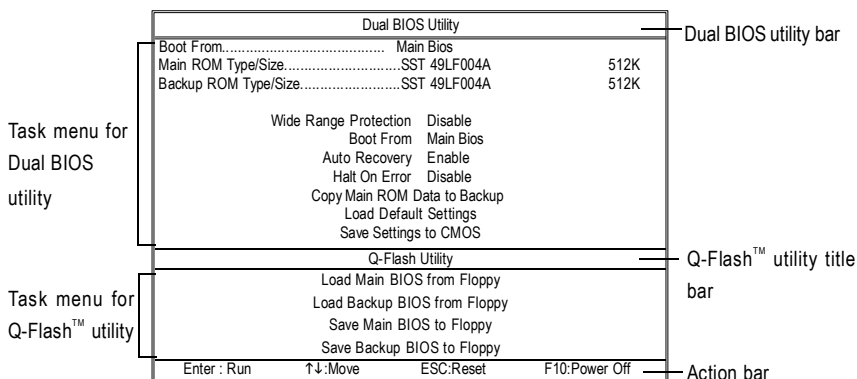 Dual BIOS Utility
Dual BIOS utility bar
Boot From......................................... Main Bios
Main ROM Type/Size.............................SST 49LF004A 512K
Backup ROM Type/Size.........................SST 49LF004A 512K
Task menu for
Dual BIOS
utility
Wide Range Protection Disable
Boot From Main Bios
Auto Recovery Enable
Halt On Error Disable
Copy Main ROM Data to Backup
Load Default Settings
Save Settings to CMOS
Q-Flash Utility
Q-Flash™ utility title
bar
Task menu for
Q-Flash™ utility
Load Main BIOS from Floppy
Load Backup BIOS from Floppy
Save Main BIOS to Floppy
Save Backup BIOS to Floppy
Enter : Run ↑↓:Move ESC:Reset F10:Power Off
Action bar